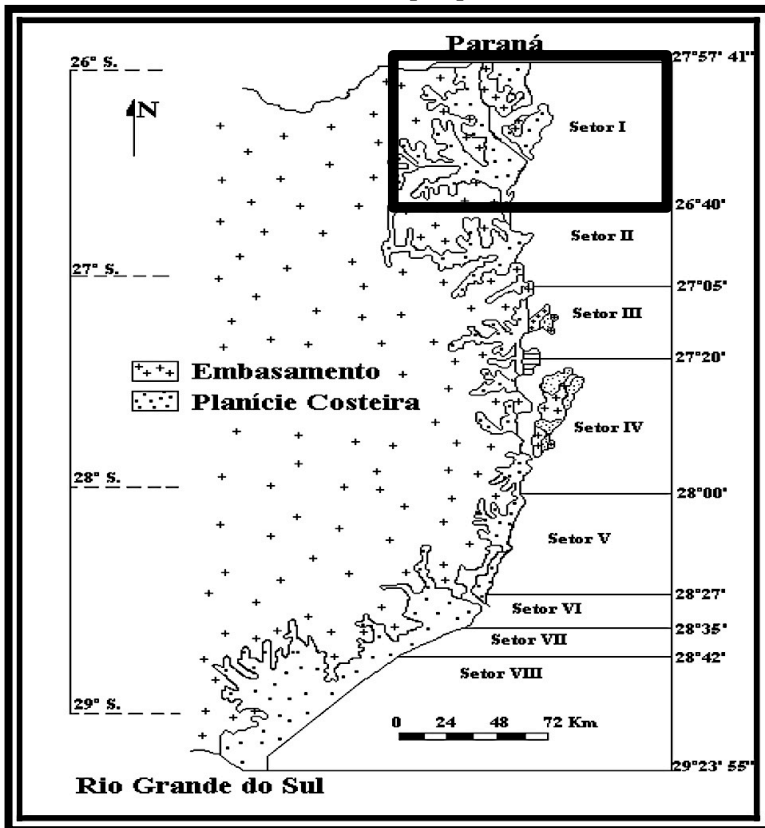 Paraná
26° S.
27°57' 41"
N
Setor I
26°40'
Setor II
27° S.
27°05'
Setor III
27°20'
Embasamento
Planície Costeira
Setor IV
28° S.
28°00'
Setor V
28°27'
Setor VI
28°35'
Setor VII
28°42'
Setor VIII
29° S.
0 24 48 72 Km
29°23' 55"
Rio Grande do Sul